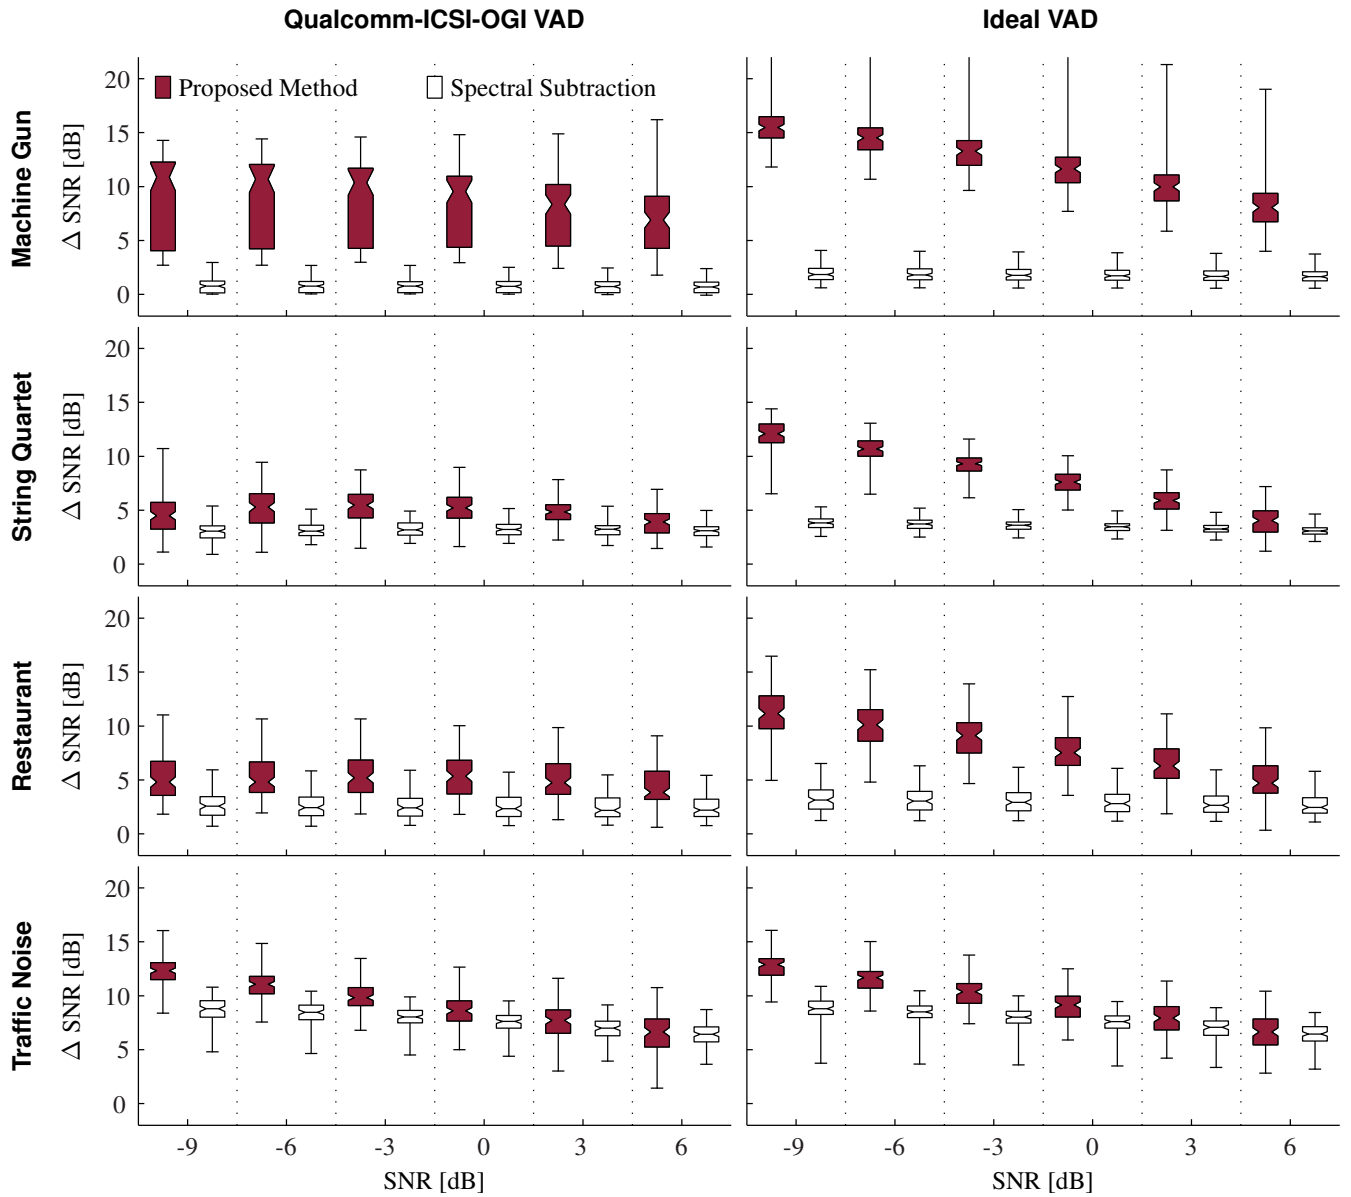 Qualcomm-ICSI-OGI VAD
Ideal VAD
Machine Gun
Δ SNR [dB]
20
15
10
5
0
Proposed Method
Spectral Subtraction
String Quartet
Δ SNR [dB]
20
15
10
5
0
Restaurant
Δ SNR [dB]
20
15
10
5
0
Traffic Noise
Δ SNR [dB]
20
15
10
5
0
-9 -6 -3 0 3 6
-9 -6 -3 0 3 6
SNR [dB]
SNR [dB]